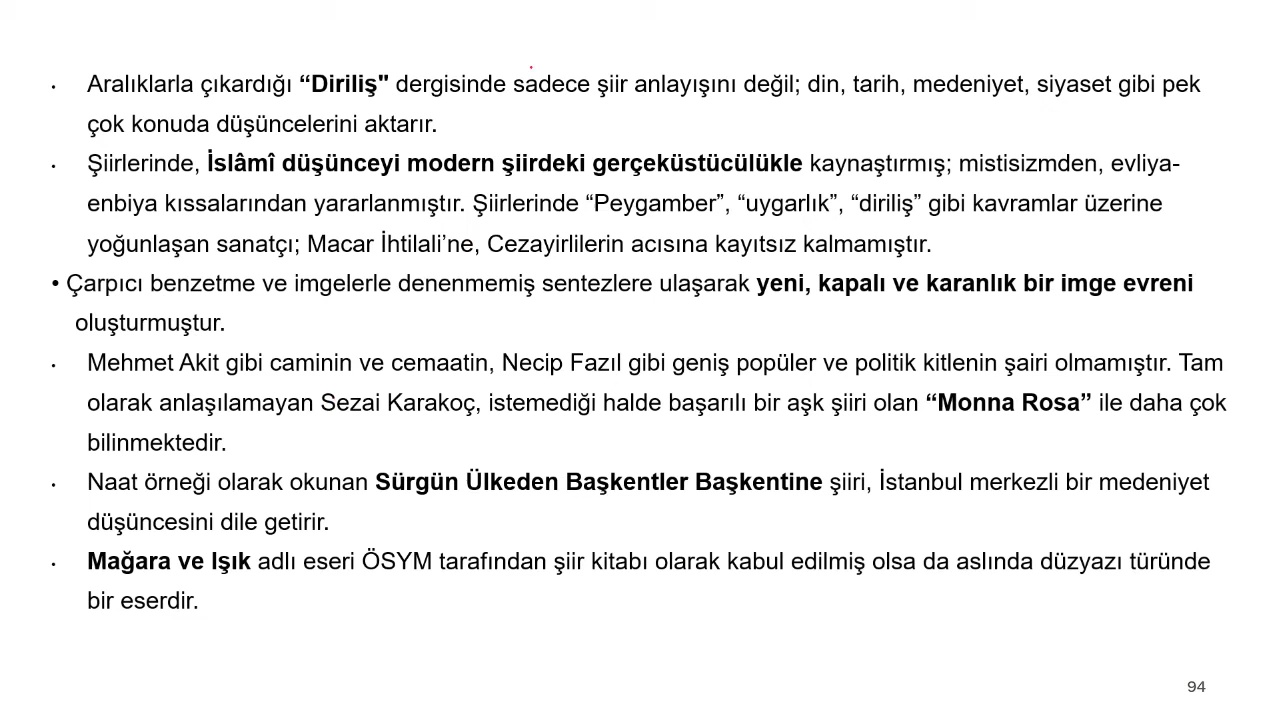 • Aralıklarla çıkardığı “Diriliş" dergisinde sadece şiir anlayışını değil; din, tarih, medeniyet, siyaset gibi pek
çok konuda düşüncelerini aktarır.
• Şiirlerinde, İslâmî düşünceyi modern şiirdeki gerçeküstücülükle kaynaştırmış; mistisizmden, evliya-
enbiya kıssalarından yararlanmıştır. Şiirlerinde “Peygamber”, “uygarlık”, “diriliş” gibi kavramlar üzerine
yoğunlaşan sanatçı; Macar İhtilali’ne, Cezayirlilerin acısına kayıtsız kalmamıştır.
• Çarpıcı benzetme ve imgelerle denenmemiş sentezlere ulaşarak yeni, kapalı ve karanlık bir imge evreni
oluşturmuştur.
• Mehmet Akit gibi caminin ve cemaatin, Necip Fazıl gibi geniş popüler ve politik kitlenin şairi olmamıştır. Tam
olarak anlaşılamayan Sezai Karakoç, istemediği halde başarılı bir aşk şiiri olan “Monna Rosa” ile daha çok
bilinmektedir.
• Naat örneği olarak okunan Sürgün Ülkeden Başkentler Başkentine şiiri, İstanbul merkezli bir medeniyet
düşüncesini dile getirir.
• Mağara ve Işık adlı eseri ÖSYM tarafından şiir kitabı olarak kabul edilmiş olsa da aslında düzyazı türünde
bir eserdir.
94